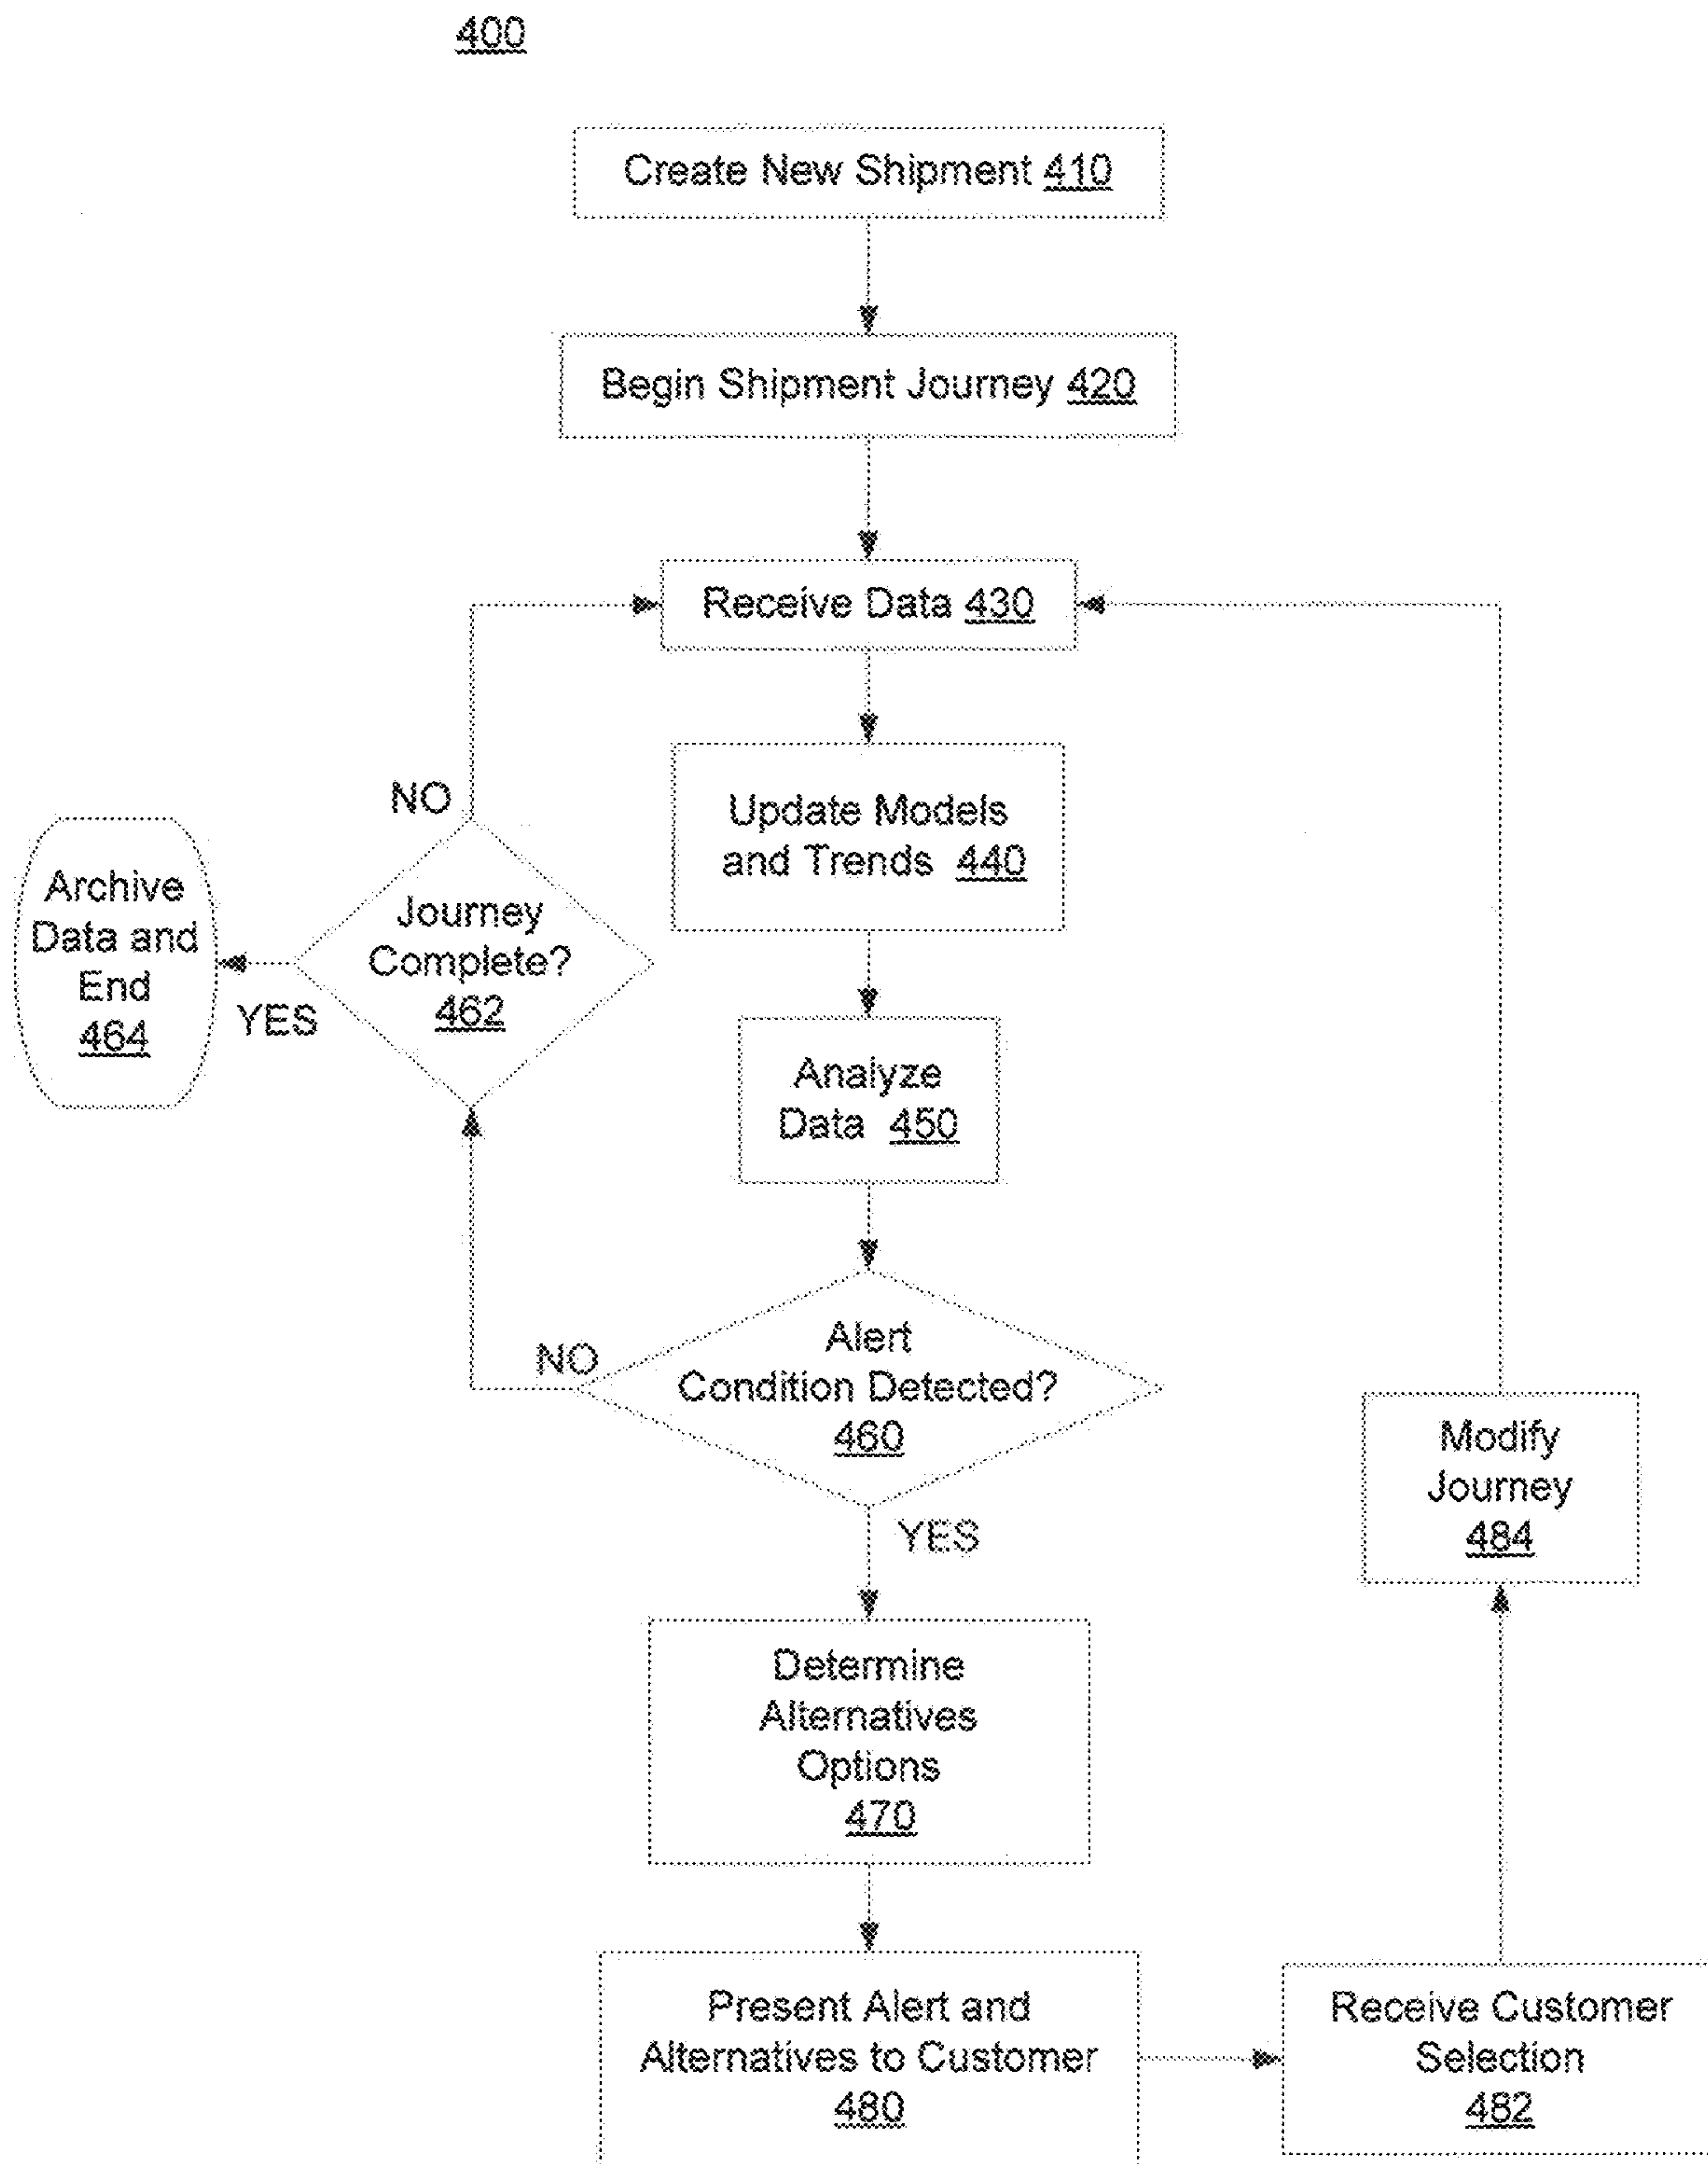 400
Create New Shipment 410
Begin Shipment Journey 420
Receive Data 430
NO
Update Models
and Trends 440
Archive
Data and
End
464
YES
Journey
Complete?
462
Analyze
Data 450
NO
Alert
Condition Detected?
460
YES
Modify
Journey
484
Determine
Alternatives
Options
470
Present Alert and
Alternatives to Customer
480
Receive Customer
Selection
482